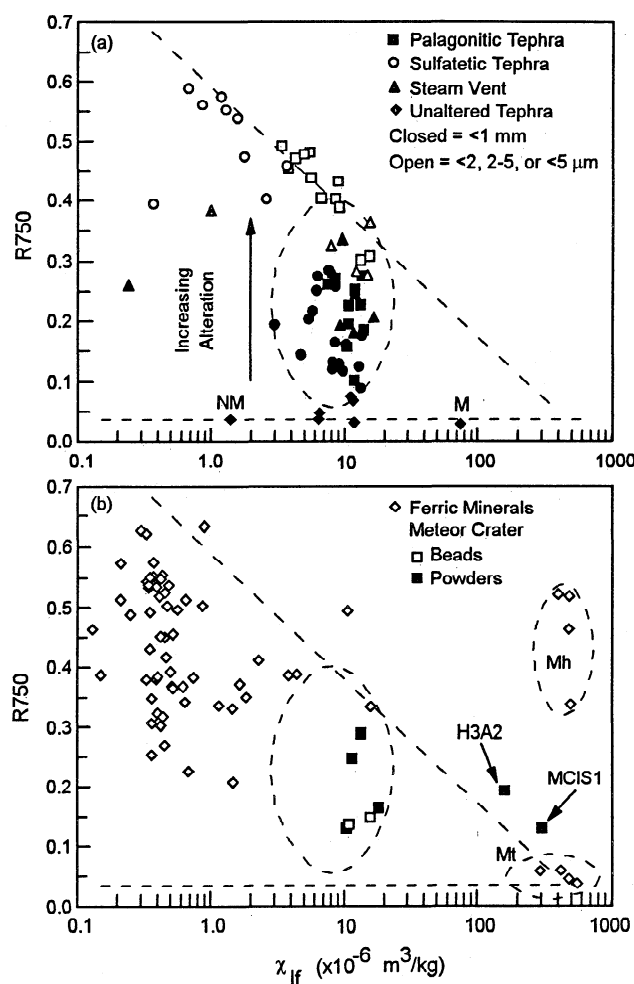 0.7
(a)
Palagonitic Tephra
Sulfatetic Tephra
0.6
Steam Vent
Unaltered Tephra
0.5
Closed = <1 mm
Open = <2, 2-5, or <5 μm
0.4
R750
0.3
Increasing
Alteration
0.2
0.1
NM
M
0.0
0.1
1.0
10
100
1000
0.7
(b)
Ferric Minerals
Meteor Crater
0.6
Beads
Powders
0.5
0.4
Mh
R750
0.3
H3A2
0.2
MCIS1
0.1
Mt
0.0
0.1
1.0
10
100
1000
χlf (x10-6 m3/kg)